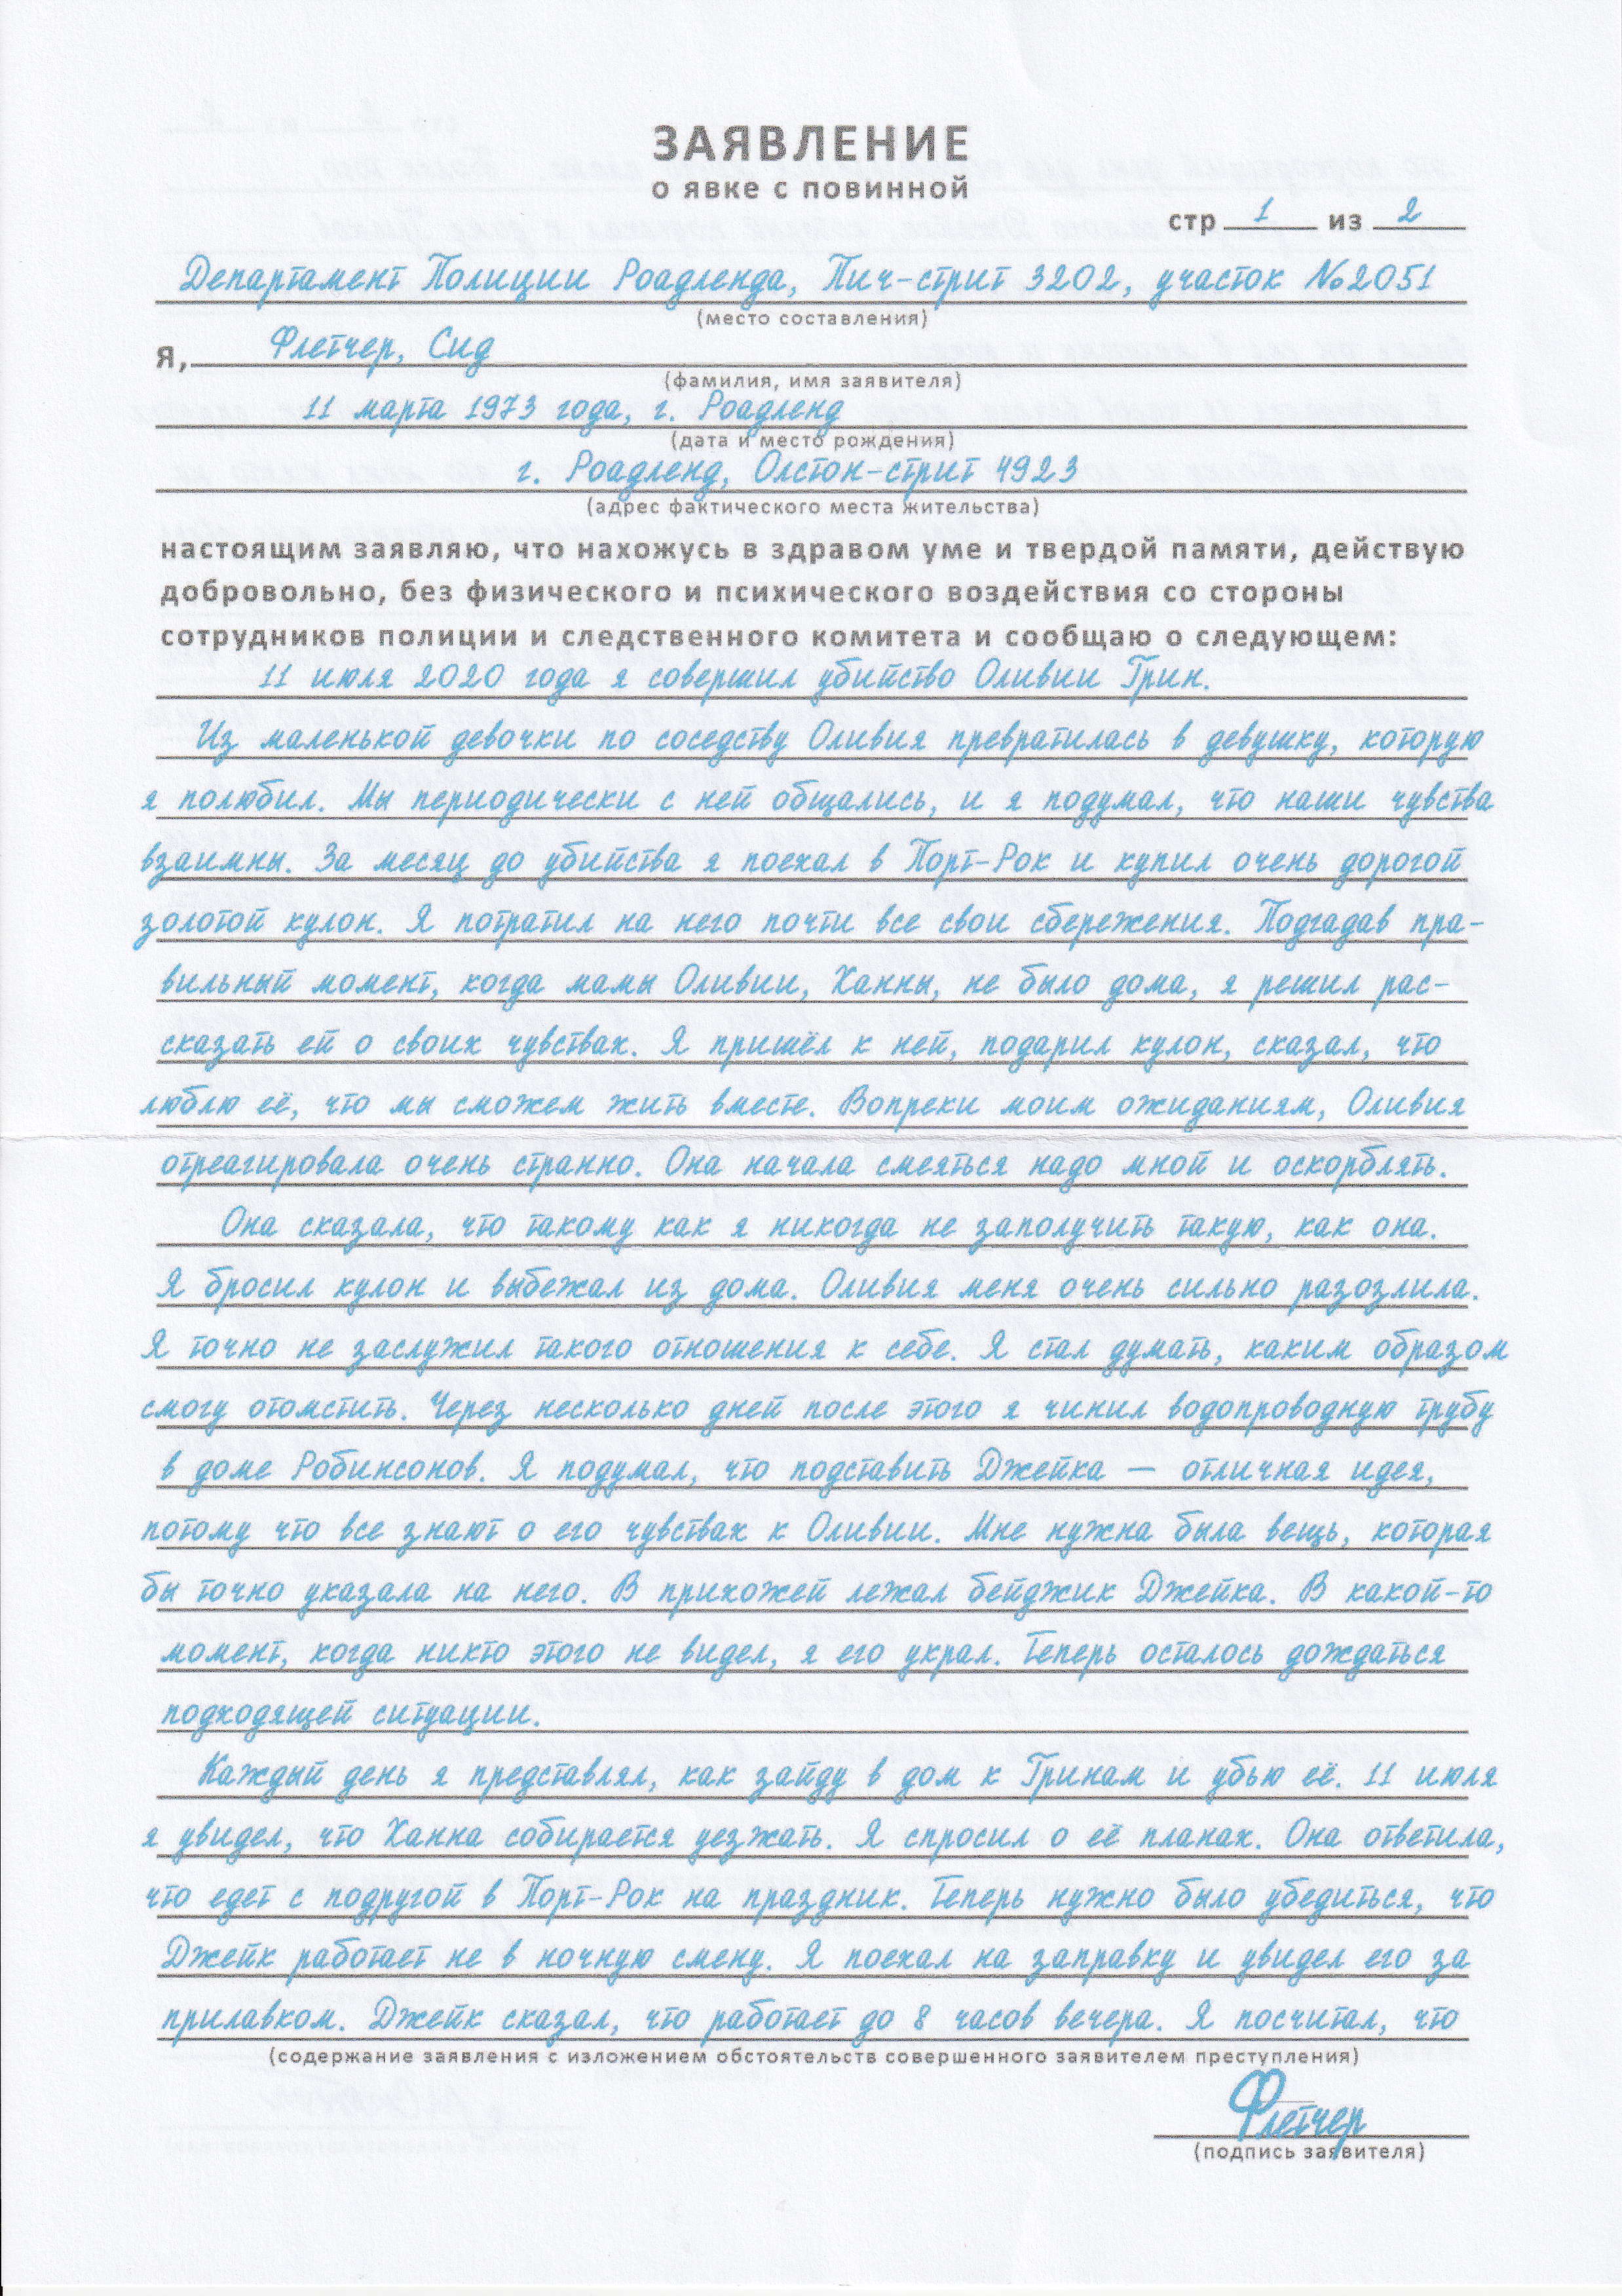 ЗАЯВЛЕНИЕ
о явке с повинной
стр 1 из 2
Департамент Полиции Роадленда, Пич-стрит 3202, участок №2051
(место составления)
Я, Флетчер, Сид
(фамилия, имя заявителя)
11 марта 1973 года, г. Роадленд
(дата и место рождения)
г. Роадленд, Олстон-стрит 4923
(адрес фактического места жительства)
настоящим заявляю, что нахожусь в здравом уме и твердой памяти, действую
добровольно, без физического и психического воздействия со стороны
сотрудников полиции и следственного комитета и сообщаю о следующем:
11 июля 2020 года я совершил убийство Оливии Грин.
Из маленькой девочки по соседству Оливия превратилась в девушку, которую
я полюбил. Мы периодически с ней общались, и я подумал, что наши чувства
взаимны. За месяц до убийства я поехал в Порт-Рок и купил очень дорогой
золотой кулон. Я потратил на него почти все свои сбережения. Подгадав пра-
вильный момент, когда мамы Оливии, Ханны, не было дома, я решил рас-
сказать ей о своих чувствах. Я пришёл к ней, подарил кулон, сказал, что
люблю её, что мы сможем жить вместе. Вопреки моим ожиданиям, Оливия
отреагировала очень странно. Она начала смеяться надо мной и оскорблять.
Она сказала, что такому как я никогда не заполучить такую, как она.
Я бросил кулон и выбежал из дома. Оливия меня очень сильно разозлила.
Я точно не заслужил такого отношения к себе. Я стал думать, каким образом
смогу отомстить. Через несколько дней после этого я чинил водопроводную трубу
в доме Робинсонов. Я подумал, что подставить Джейка — отличная идея,
потому что все знают о его чувствах к Оливии. Мне нужна была вещь, которая
бы точно указала на него. В прихожей лежал бейджик Джейка. В какой-то
момент, когда никто этого не видел, я его украл. Теперь осталось дождаться
подходящей ситуации.
Каждый день я представлял, как зайду в дом к Гринам и убью её. 11 июля
я увидел, что Ханна собирается уезжать. Я спросил о её планах. Она ответила,
что едет с подругой в Порт-Рок на праздник. Теперь нужно было убедиться, что
Джейк работает не в ночную смену. Я поехал на заправку и увидел его за
прилавком. Джейк сказал, что работает до 8 часов вечера. Я посчитал, что
(содержание заявления с изложением обстоятельств совершенного заявителем преступления)
Флетчер
(подпись заявителя)